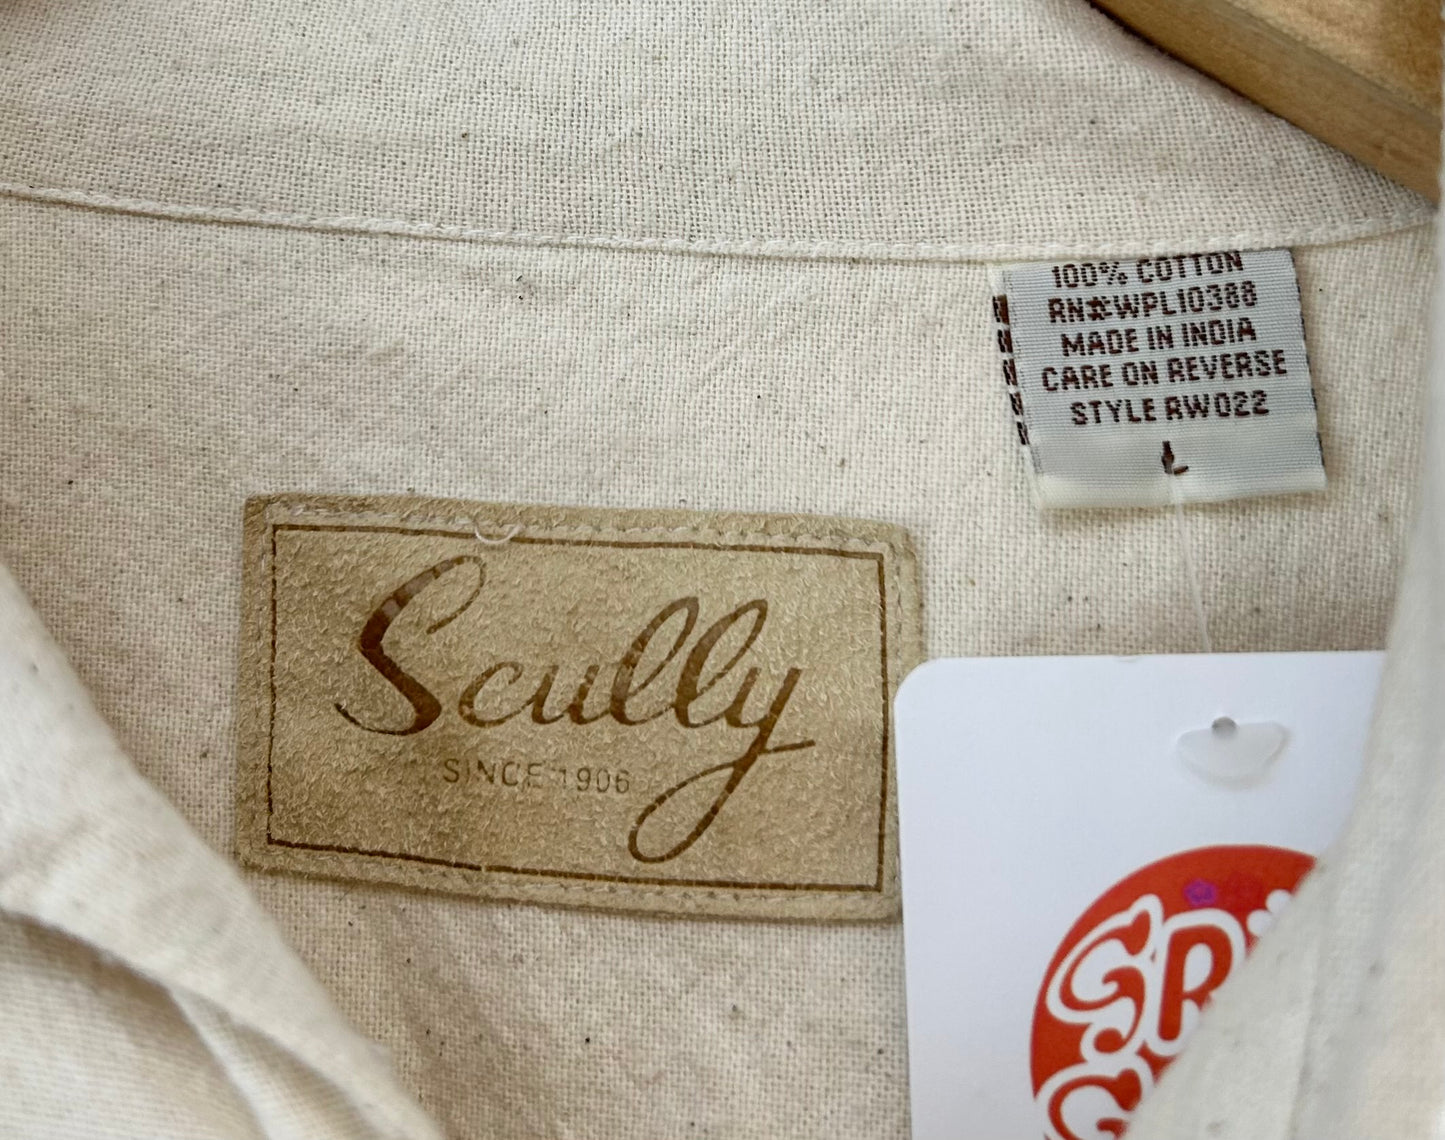 100% COTTON
RN#WPL10388
MADE IN INDIA
CARE ON REVERSE
STYLE RW022
L
Scully
SINCE 1906